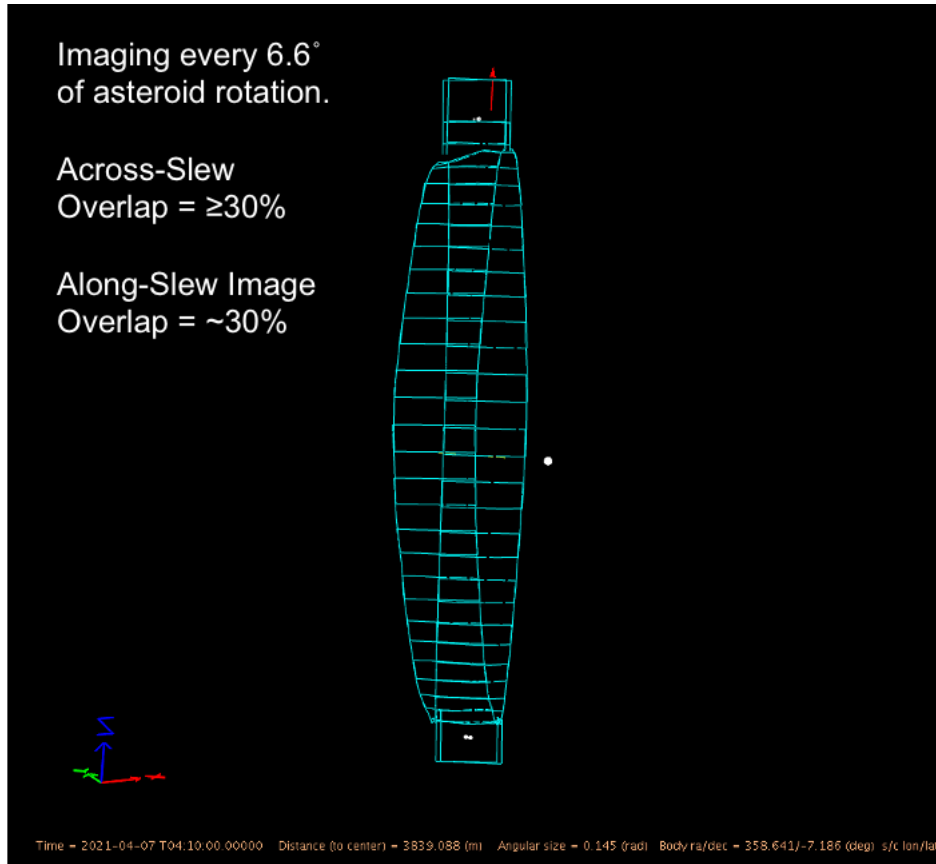 Imaging every 6.6°
of asteroid rotation.
Across-Slew
Overlap = ≥30%
Along-Slew Image
Overlap = ~30%
Z
Y
X
Time = 2021-04-07 T04:10:00.00000 Distance (to center) = 3839.088 (m) Angular size = 0.145 (rad) Body ra/dec = 358.641/-7.186 (deg) s/c lon/lat